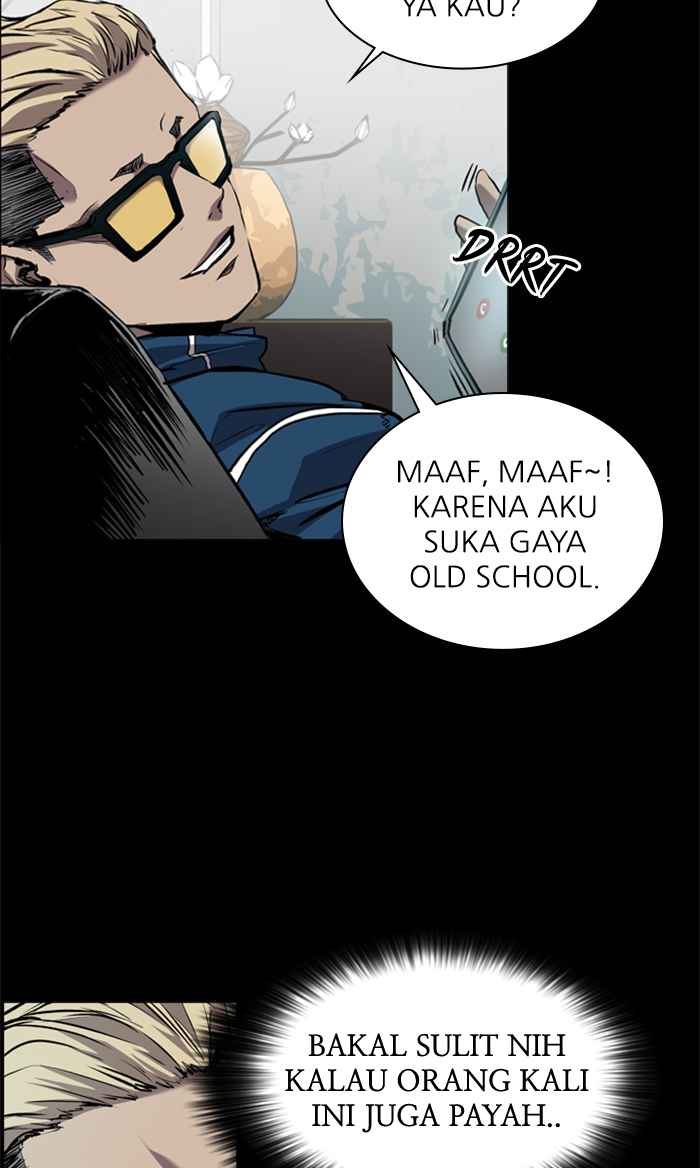 YA KAU?
DRRT
C
MAAF, MAAF~!
KARENA AKU
SUKA GAYA
OLD SCHOOL.
BAKAL SULIT NIH
KALAU ORANG KALI
INI JUGA PAYAH..